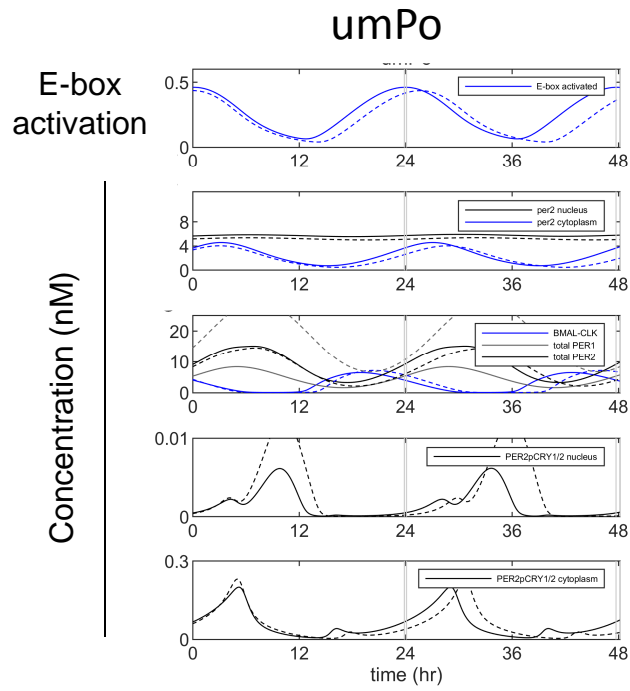 umPo
E-box
activation
0.5
0
E-box activated
0 12 24 36 48
Concentration (nM)
8
4
0
per2 nucleus
per2 cytoplasm
0 12 24 36 48
20
10
0
BMAL-CLK
total PER1
total PER2
0 12 24 36 48
0.01
0
PER2pCRY1/2 nucleus
0 12 24 36 48
0.3
0
PER2pCRY1/2 cytoplasm
0 12 24 36 48
time (hr)